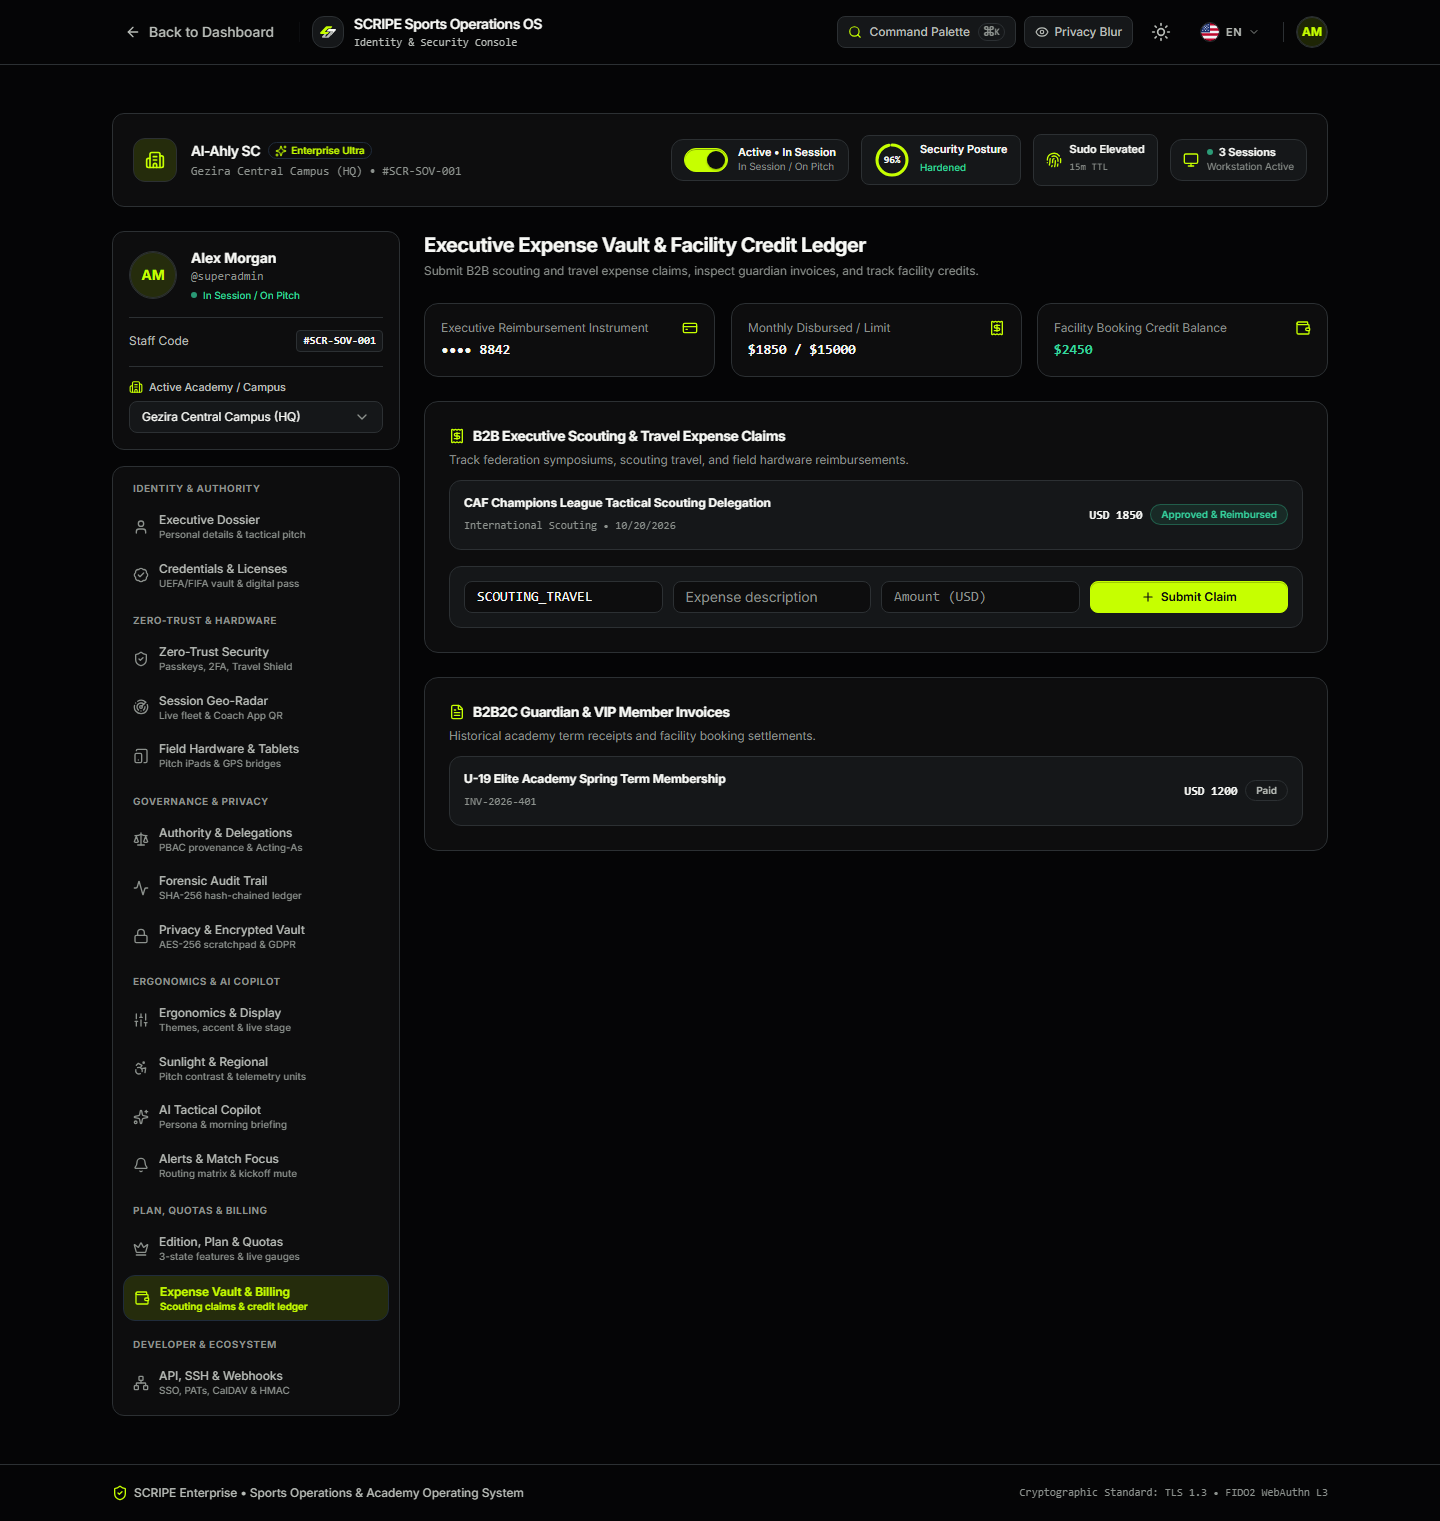 Back to Dashboard
SCRIPE Sports Operations OS
Identity & Security Console
Command Palette ⌘K
Privacy Blur
EN
AM
Al-Ahly SC
Enterprise Ultra
Gezira Central Campus (HQ) • #SCR-SOV-001
Active • In Session
In Session / On Pitch
96%
Security Posture
Hardened
Sudo Elevated
15m TTL
3 Sessions
Workstation Active
AM
Alex Morgan
@superadmin
In Session / On Pitch
Staff Code
#SCR-SOV-001
Active Academy / Campus
Gezira Central Campus (HQ)
IDENTITY & AUTHORITY
Executive Dossier
Personal details & tactical pitch
Credentials & Licenses
UEFA/FIFA vault & digital pass
ZERO-TRUST & HARDWARE
Zero-Trust Security
Passkeys, 2FA, Travel Shield
Session Geo-Radar
Live fleet & Coach App QR
Field Hardware & Tablets
Pitch iPads & GPS bridges
GOVERNANCE & PRIVACY
Authority & Delegations
PBAC provenance & Acting-As
Forensic Audit Trail
SHA-256 hash-chained ledger
Privacy & Encrypted Vault
AES-256 scratchpad & GDPR
ERGONOMICS & AI COPILOT
Ergonomics & Display
Themes, accent & live stage
Sunlight & Regional
Pitch contrast & telemetry units
AI Tactical Copilot
Persona & morning briefing
Alerts & Match Focus
Routing matrix & kickoff mute
PLAN, QUOTAS & BILLING
Edition, Plan & Quotas
3-state features & live gauges
Expense Vault & Billing
Scouting claims & credit ledger
DEVELOPER & ECOSYSTEM
API, SSH & Webhooks
SSO, PATs, CalDAV & HMAC
Executive Expense Vault & Facility Credit Ledger
Submit B2B scouting and travel expense claims, inspect guardian invoices, and track facility credits.
Executive Reimbursement Instrument
•••• 8842
Monthly Disbursed / Limit
$1850 / $15000
Facility Booking Credit Balance
$2450
B2B Executive Scouting & Travel Expense Claims
Track federation symposiums, scouting travel, and field hardware reimbursements.
CAF Champions League Tactical Scouting Delegation
International Scouting • 10/20/2026
USD 1850
Approved & Reimbursed
SCOUTING_TRAVEL
Expense description
Amount (USD)
Submit Claim
B2B2C Guardian & VIP Member Invoices
Historical academy term receipts and facility booking settlements.
U-19 Elite Academy Spring Term Membership
INV-2026-401
USD 1200
Paid
SCRIPE Enterprise • Sports Operations & Academy Operating System
Cryptographic Standard: TLS 1.3 • FIDO2 WebAuthn L3